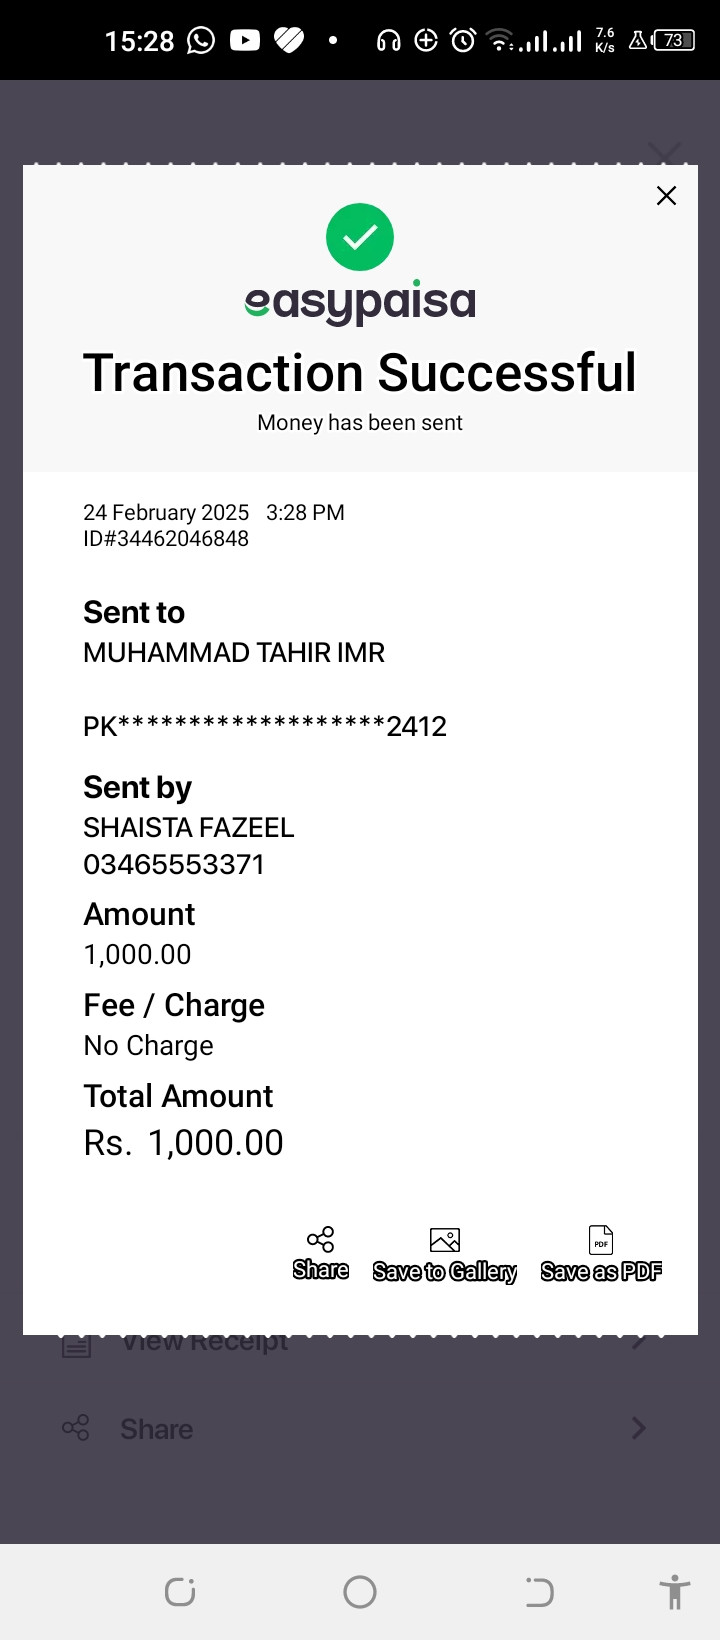 15:28
7.6
K/s
73
easypaisa
Transaction Successful
Money has been sent
24 February 2025 3:28 PM
ID#34462046848
Sent to
MUHAMMAD TAHIR IMR
PK*******************2412
Sent by
SHAISTA FAZEEL
03465553371
Amount
1,000.00
Fee / Charge
No Charge
Total Amount
Rs. 1,000.00
PDF
Share
Save to Gallery
Save as PDF
View Receipt
Share